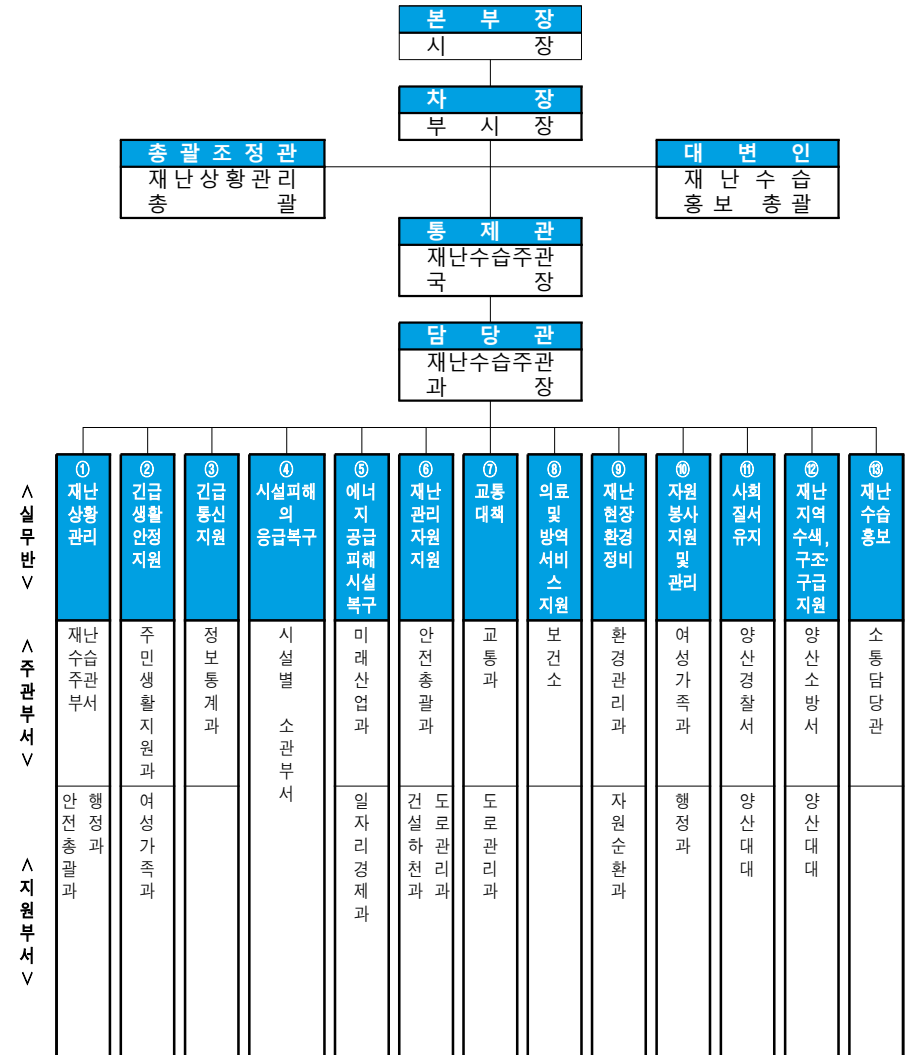 본 부 장
시 장
차 장
부 시 장
총 괄 조 정 관
재난상황관리
총 괄
대 변 인
재 난 수 습
홍보 총괄
통 제 관
재난수습주관
국 장
담 당 관
재난수습주관
과 장
<실무반>
①
재난
상황
관리
②
긴급
생활
안정
지원
③
긴급
통신
지원
④
시설피해
의
응급복구
⑤
에너
지
공급
피해
시설
복구
⑥
재난
관리
자원
지원
⑦
교통
대책
⑧
의료
및
방역
서비
스
지원
⑨
재난
현장
환경
정비
⑩
자원
봉사
지원
및
관리
⑪
사회
질서
유지
⑫
재난
지역
수색,
구조·
구급
지원
⑬
재난
수습
홍보
<주관부서>
재난
수습
주관
부서
주민생활지원과
정보통계과
시설별 소관부서
미래산업과
안전총괄과
교통과
보건소
환경관리과
여성가족과
양산경찰서
양산소방서
소통담당관
<지원부서>
안전총괄과
행정과
여성가족과
일자리경제과
건설하천과
도로관리과
도로관리과
자원순환과
행정과
양산대대
양산대대